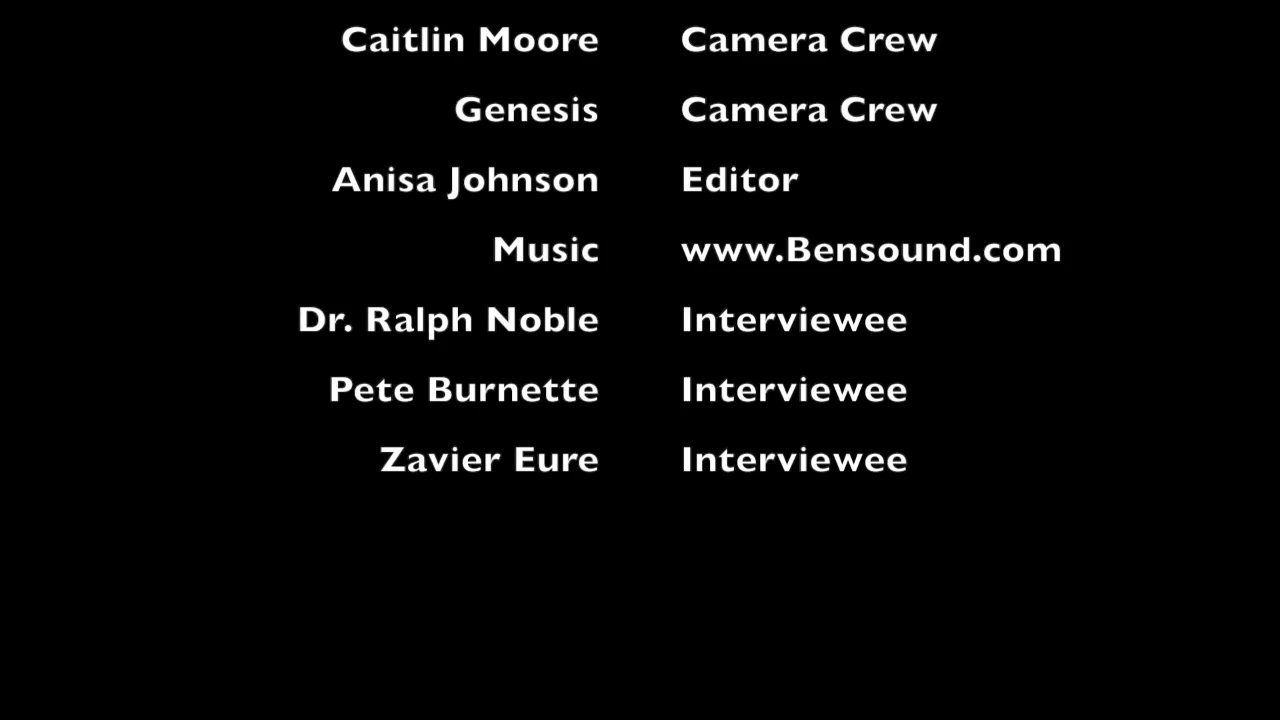 Caitlin Moore Camera Crew
Genesis Camera Crew
Anisa Johnson Editor
Music www.Bensound.com
Dr. Ralph Noble Interviewee
Pete Burnette Interviewee
Zavier Eure Interviewee